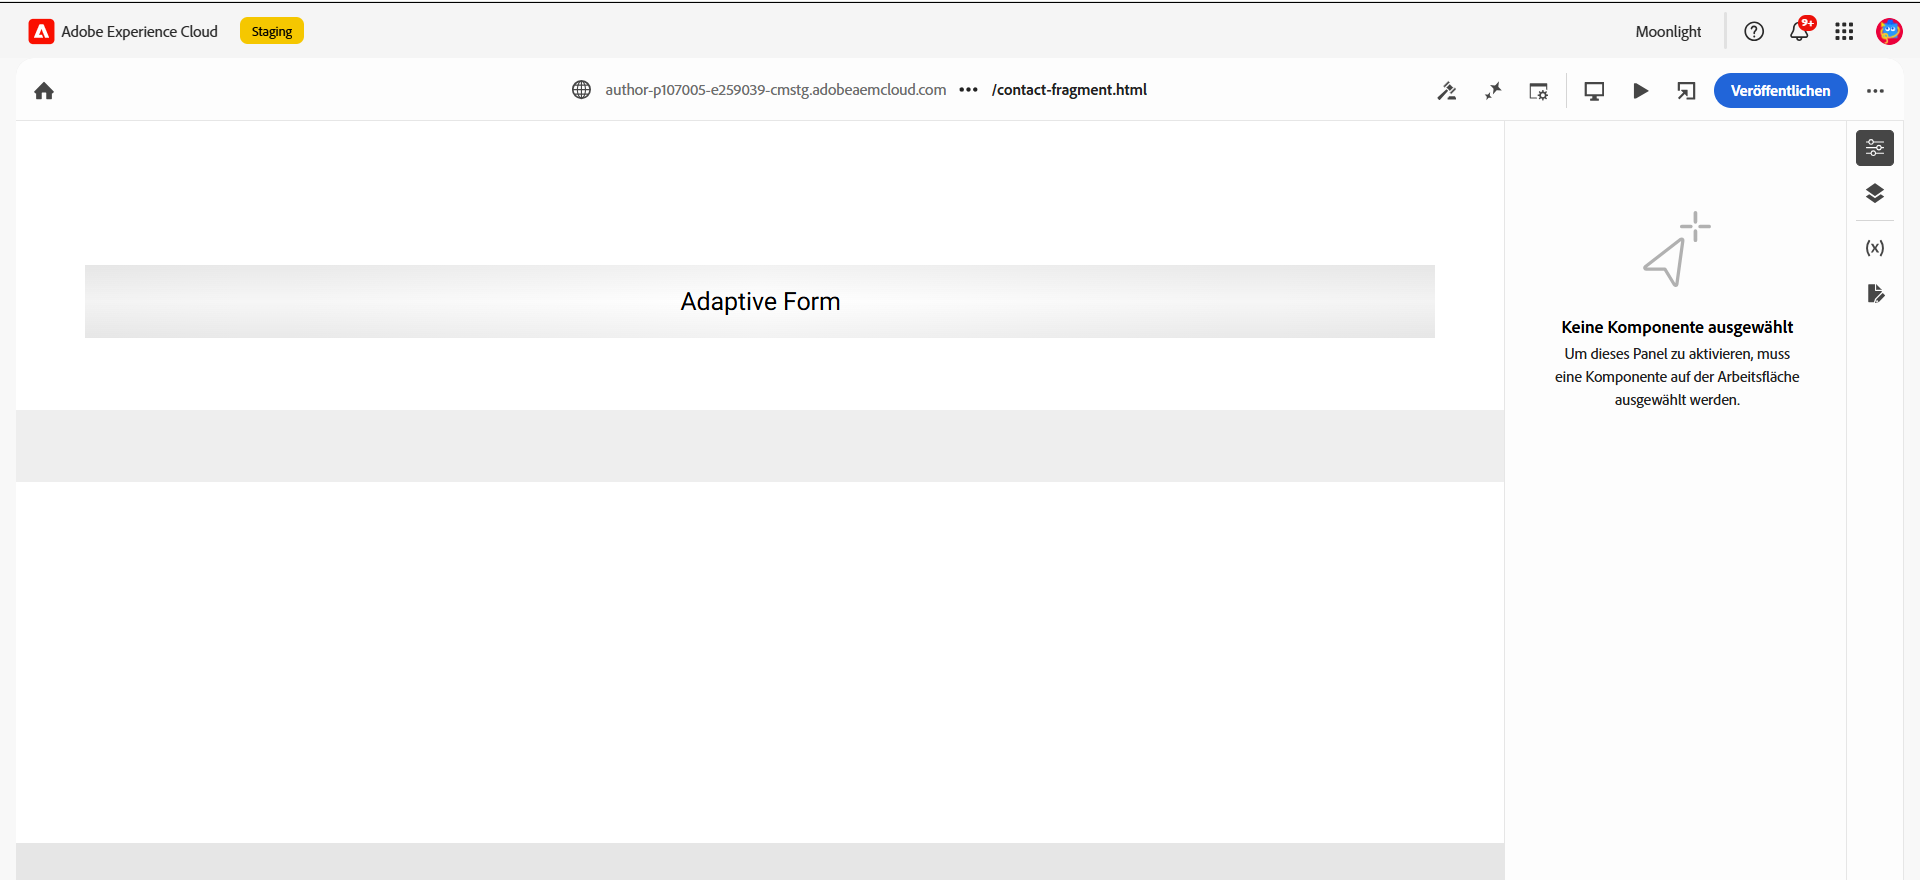 Adobe Experience Cloud
Staging
Moonlight
9+
author-p107005-e259039-cmstg.adobeaemcloud.com ••• /contact-fragment.html
Veröffentlichen
Adaptive Form
(x)
Keine Komponente ausgewählt
Um dieses Panel zu aktivieren, muss
eine Komponente auf der Arbeitsfläche
ausgewählt werden.